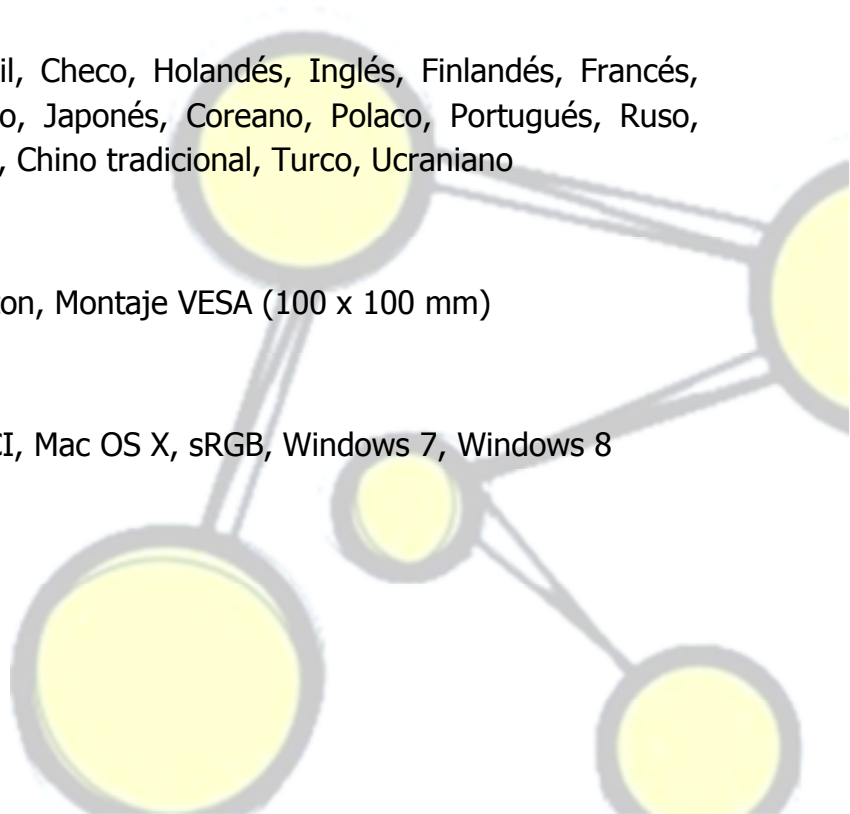 il, Checo, Holandés, Inglés, Finlandés, Francés,
o, Japonés, Coreano, Polaco, Portugués, Ruso,
, Chino tradicional, Turco, Ucraniano
on, Montaje VESA (100 x 100 mm)
CI, Mac OS X, sRGB, Windows 7, Windows 8